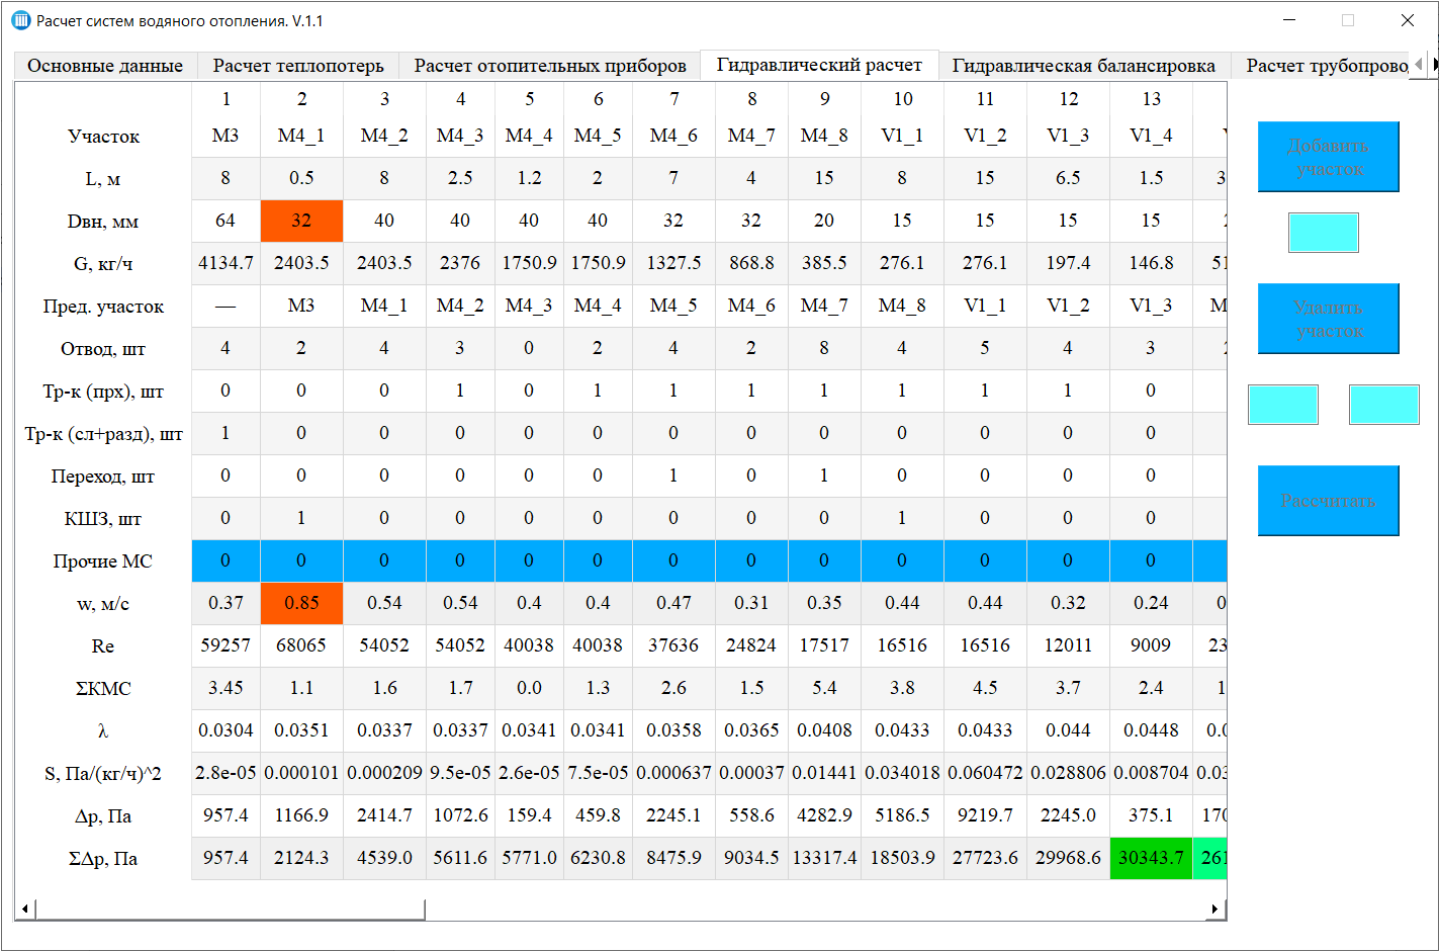 Расчет систем водяного отопления. V.1.1
Основные данные Расчет теплопотерь Расчет отопительных приборов Гидравлический расчет Гидравлическая балансировка Расчет трубопровод
1 2 3 4 5 6 7 8 9 10 11 12 13
Участок M3 M4_1 M4_2 M4_3 M4_4 M4_5 M4_6 M4_7 M4_8 V1_1 V1_2 V1_3 V1_4
L, м 8 0.5 8 2.5 1.2 2 7 4 15 8 15 6.5 1.5 3
Dвн, мм 64 32 40 40 40 40 32 32 20 15 15 15 15
G, кг/ч 4134.7 2403.5 2403.5 2376 1750.9 1750.9 1327.5 868.8 385.5 276.1 276.1 197.4 146.8 51
Пред. участок — M3 M4_1 M4_2 M4_3 M4_4 M4_5 M4_6 M4_7 M4_8 V1_1 V1_2 V1_3 M
Отвод, шт 4 2 4 3 0 2 4 2 8 4 5 4 3
Тр-к (прх), шт 0 0 0 1 0 1 1 1 1 1 1 1 0
Тр-к (сл+разд), шт 1 0 0 0 0 0 0 0 0 0 0 0 0
Переход, шт 0 0 0 0 0 0 1 0 1 0 0 0 0
КШЗ, шт 0 1 0 0 0 0 0 0 0 1 0 0 0
Прочие МС 0 0 0 0 0 0 0 0 0 0 0 0 0
w, м/с 0.37 0.85 0.54 0.54 0.4 0.4 0.47 0.31 0.35 0.44 0.44 0.32 0.24 0
Re 59257 68065 54052 54052 40038 40038 37636 24824 17517 16516 16516 12011 9009 23
ΣКМС 3.45 1.1 1.6 1.7 0.0 1.3 2.6 1.5 5.4 3.8 4.5 3.7 2.4 1
λ 0.0304 0.0351 0.0337 0.0337 0.0341 0.0341 0.0358 0.0365 0.0408 0.0433 0.0433 0.044 0.0448 0.0
S, Па/(кг/ч)^2 2.8e-05 0.000101 0.000209 9.5e-05 2.6e-05 7.5e-05 0.000637 0.00037 0.01441 0.034018 0.060472 0.028806 0.008704 0.03
Δp, Па 957.4 1166.9 2414.7 1072.6 159.4 459.8 2245.1 558.6 4282.9 5186.5 9219.7 2245.0 375.1 170
ΣΔp, Па 957.4 2124.3 4539.0 5611.6 5771.0 6230.8 8475.9 9034.5 13317.4 18503.9 27723.6 29968.6 30343.7 261
Добавить
участок
Удалить
участок
Рассчитать